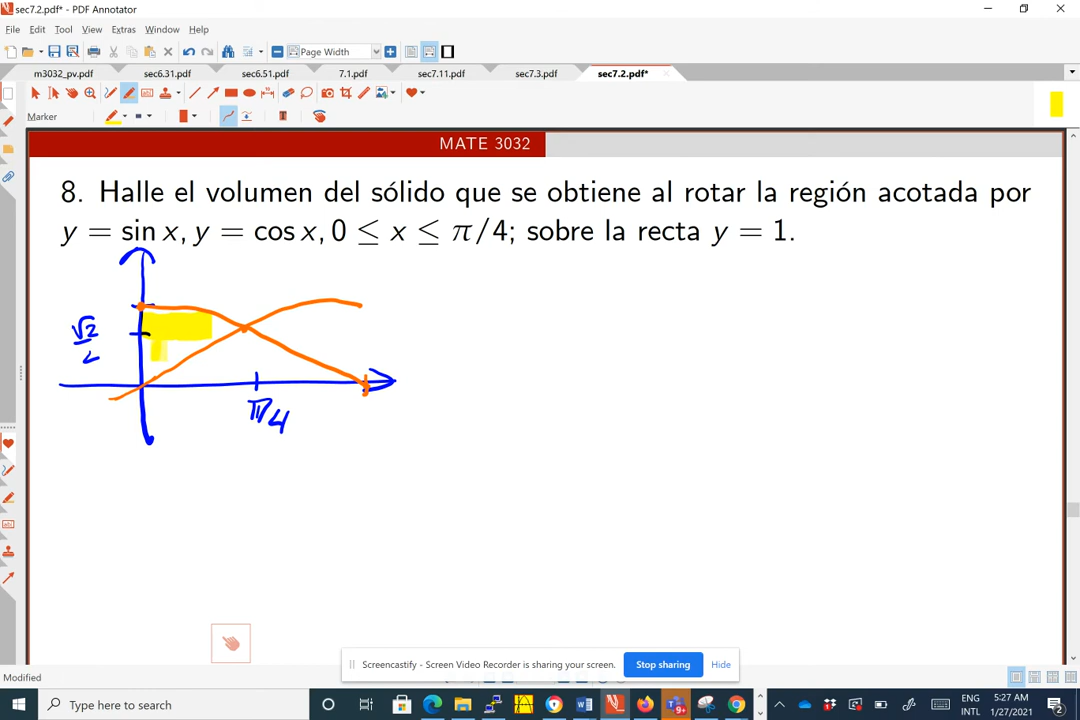 sec7.2.pdf* - PDF Annotator
File Edit Tool View Extras Window Help
Page Width
m3032_pv.pdf sec6.31.pdf sec6.51.pdf 7.1.pdf sec7.11.pdf sec7.3.pdf sec7.2.pdf*
Marker
MATE 3032
8. Halle el volumen del sólido que se obtiene al rotar la región acotada por
y = sin x, y = cos x, 0 ≤ x ≤ π/4; sobre la recta y = 1.
√2
π/4
Screencastify - Screen Video Recorder is sharing your screen. Stop sharing Hide
Modified
Type here to search
9+
ENG
INTL
5:27 AM
1/27/2021
2